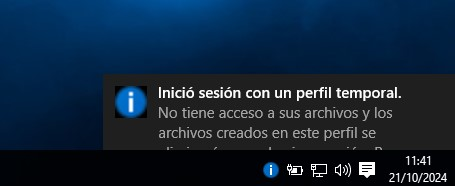 Inició sesión con un perfil temporal.
No tiene acceso a sus archivos y los
archivos creados en este perfil se
11:41
21/10/2024